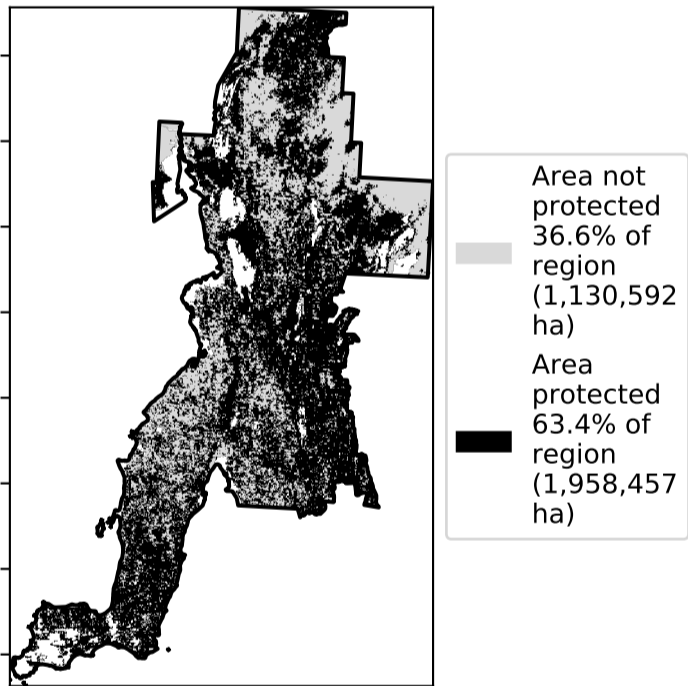 Area not
protected
36.6% of
region
(1,130,592
ha)
Area
protected
63.4% of
region
(1,958,457
ha)